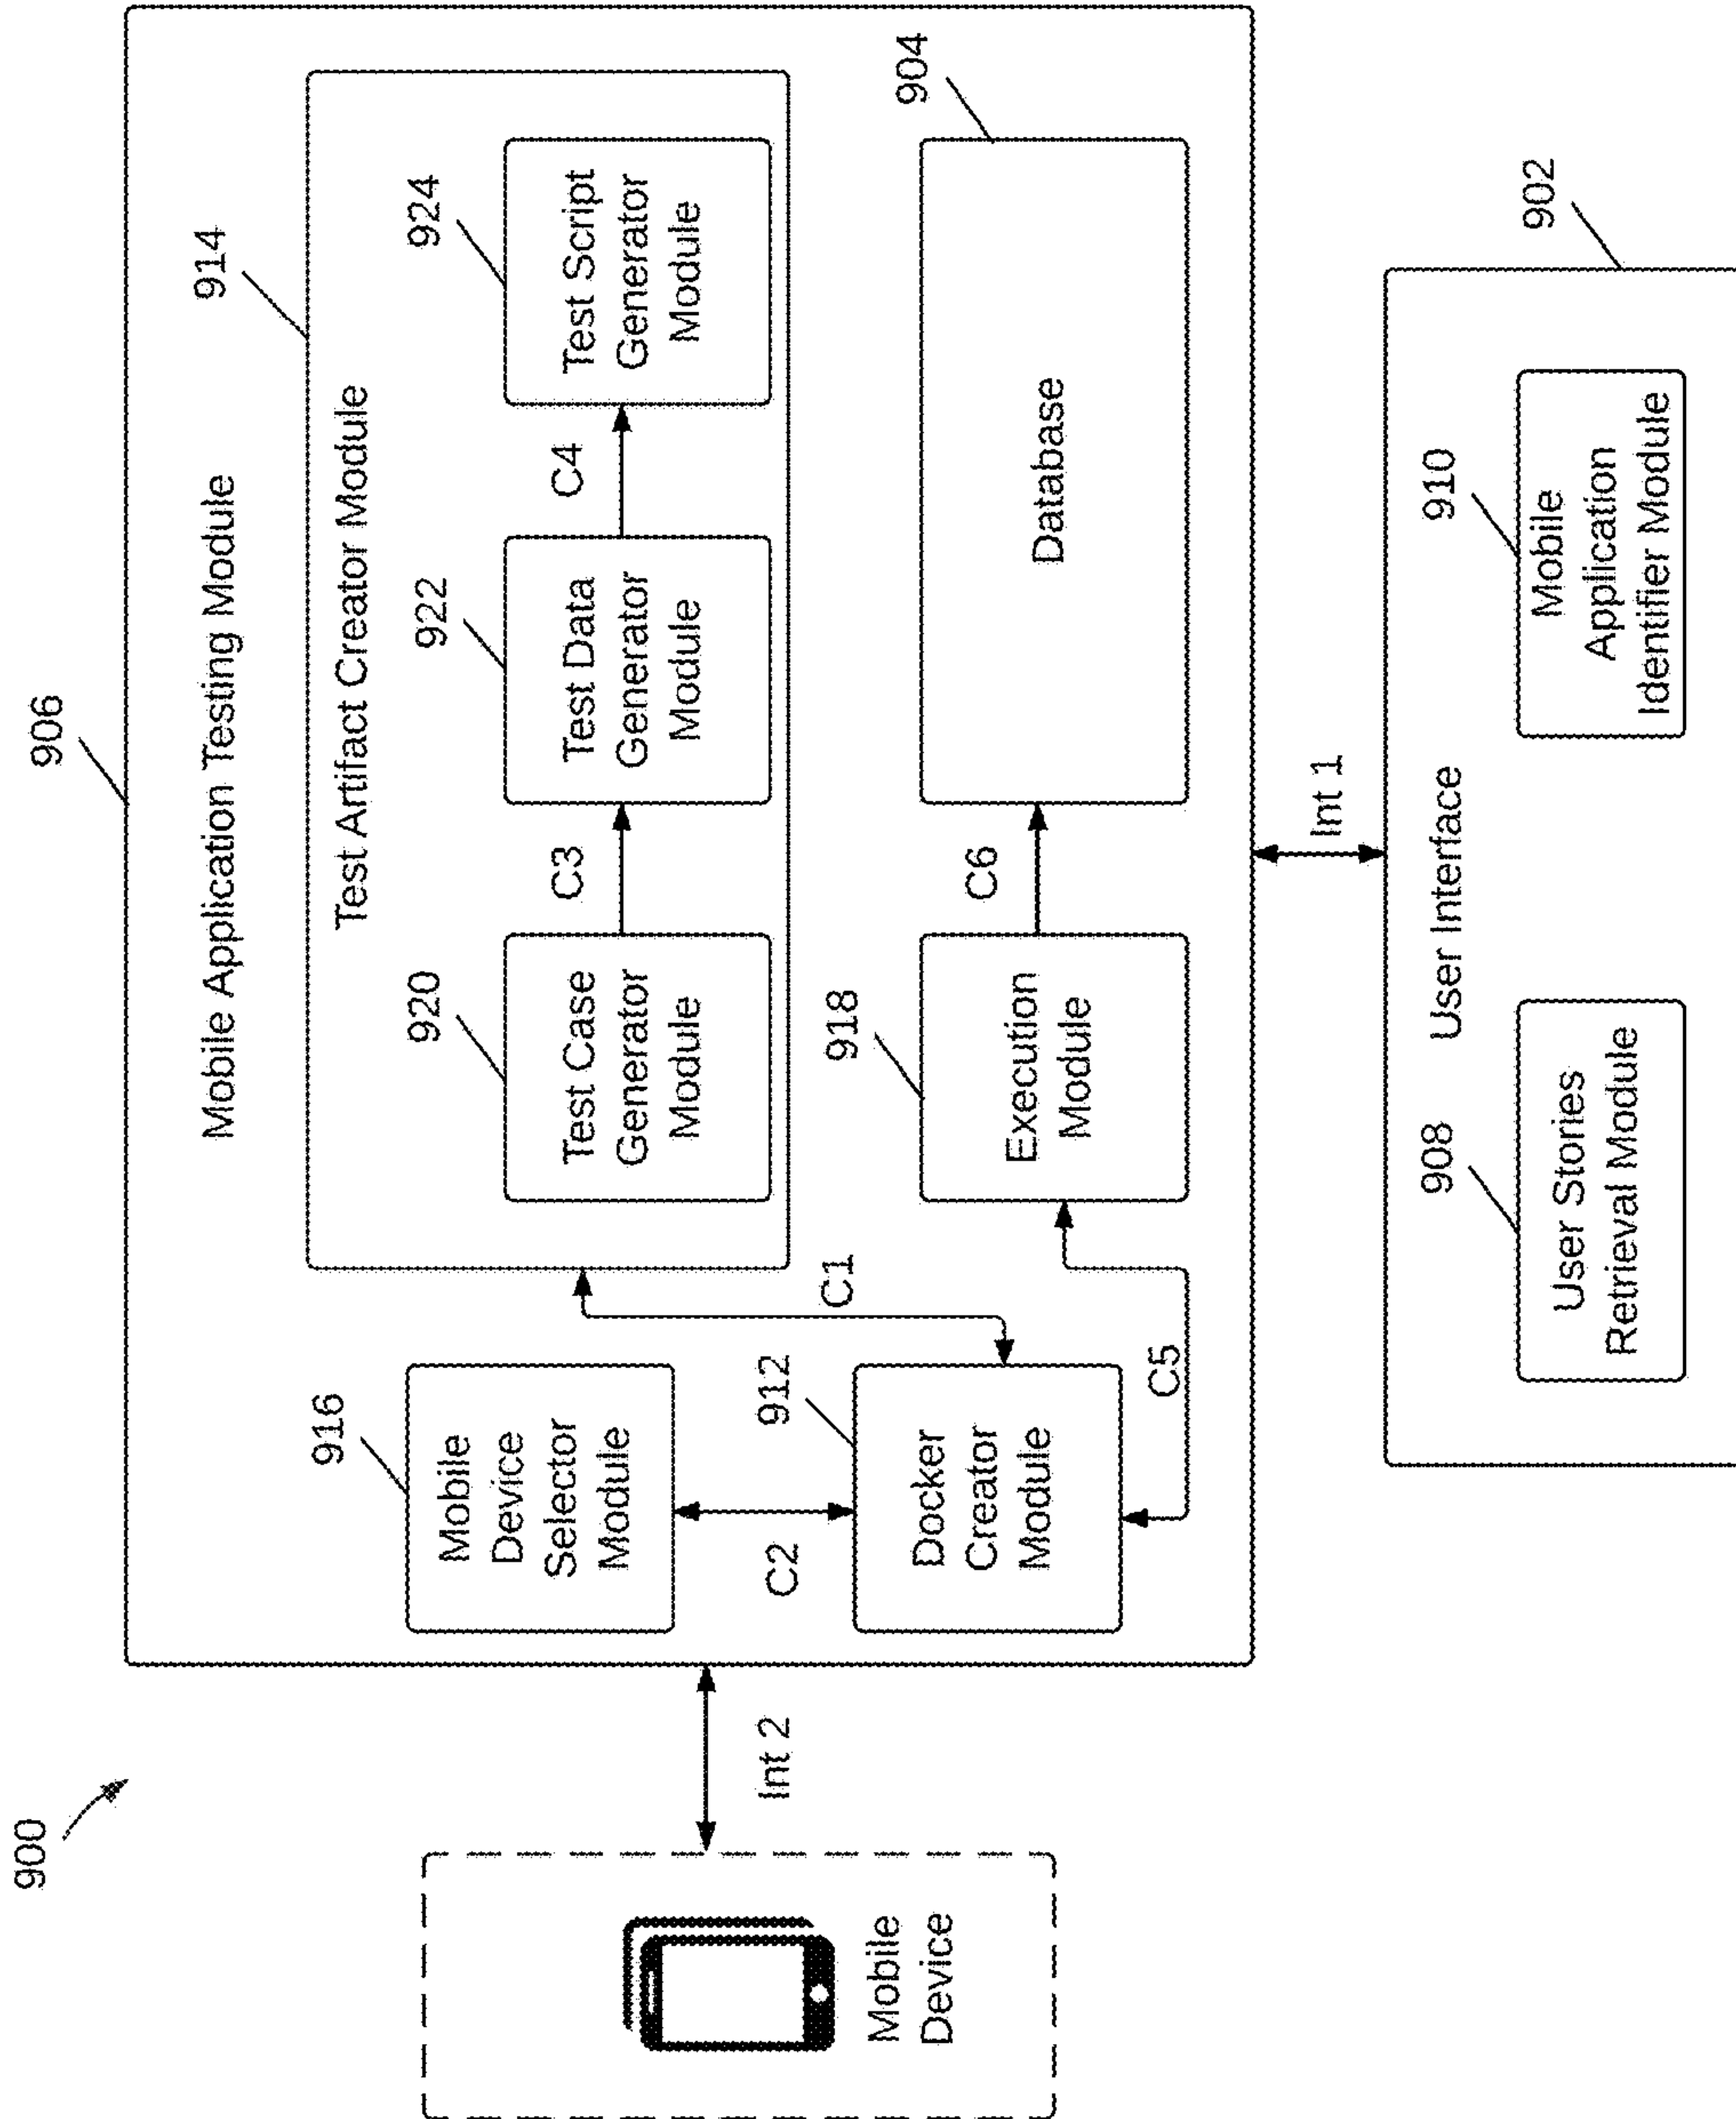 900
906
Mobile Application Testing Module
914
Test Artifact Creator Module
916
Mobile
Device
Selector
Module
920
Test Case
Generator
Module
C3
922
Test Data
Generator
Module
C4
924
Test Script
Generator
Module
Int 2
C2
C1
Mobile
Device
912
Docker
Creator
Module
C5
918
Execution
Module
C6
904
Database
Int 1
902
User Interface
908
User Stories
Retrieval Module
910
Mobile
Application
Identifier Module